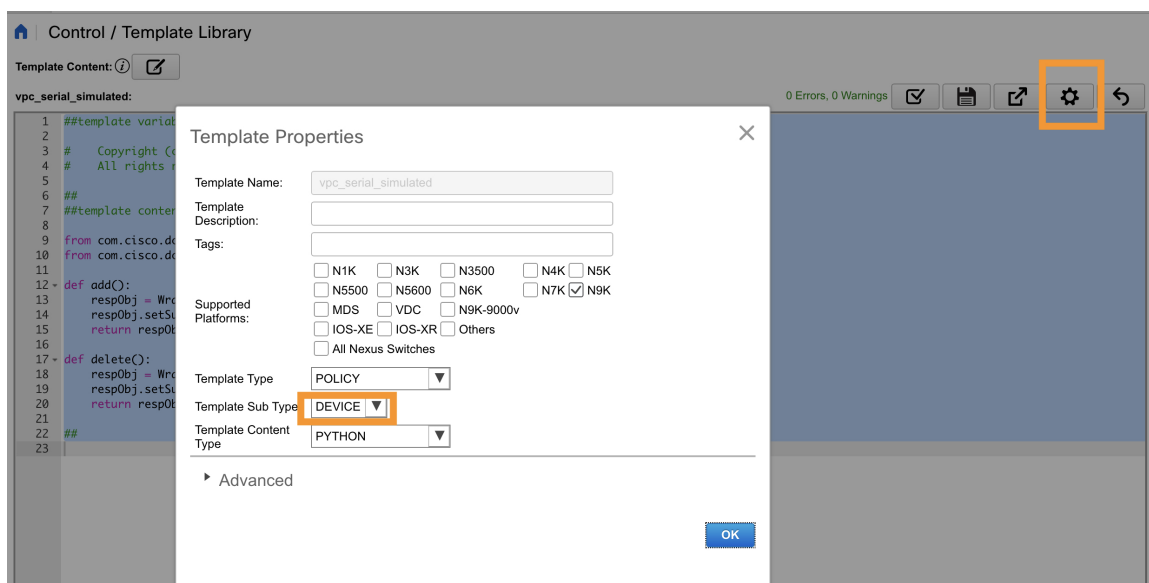 Control / Template Library
Template Content:
vpc_serial_simulated:
0 Errors, 0 Warnings
Template Properties
Template Name: vpc_serial_simulated
Template
Description:
Tags:
N1K N3K N3500 N4K N5K
N5500 N5600 N6K N7K N9K
Supported
Platforms:
MDS VDC N9K-9000v
IOS-XE IOS-XR Others
All Nexus Switches
Template Type POLICY
Template Sub Type DEVICE
Template Content
Type
PYTHON
Advanced
OK
1 ##template variab
2
3 # Copyright (c
4 # All rights r
5
6 ##
7 ##template conten
8
9 from com.cisco.dc
10 from com.cisco.dc
11
12 def add():
13 respObj = Wra
14 respObj.setSu
15 return respOb
16
17 def delete():
18 respObj = Wra
19 respObj.setSu
20 return respOb
21
22 ##
23